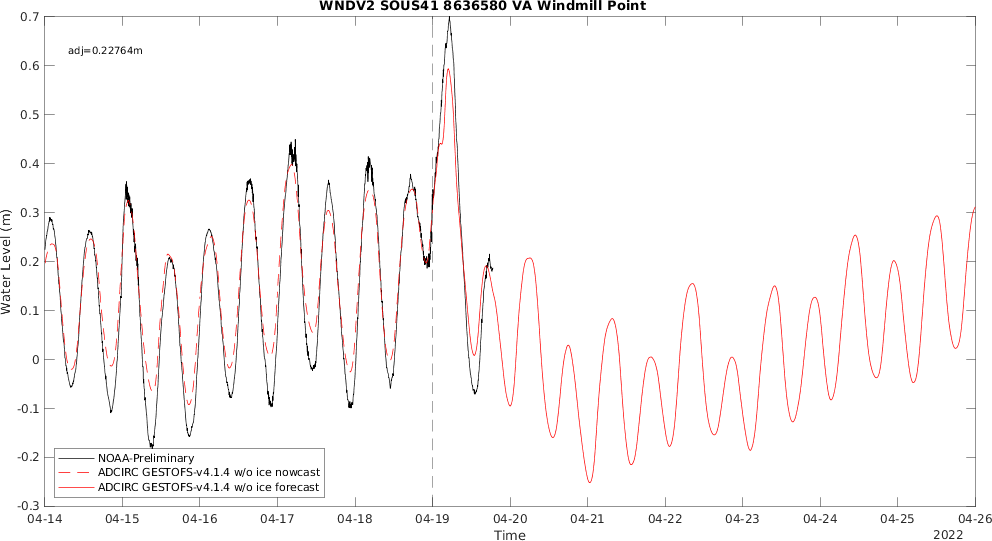 WNDV2 SOUS41 8636580 VA Windmill Point
adj=0.22764m
Water Level (m)
0.7
0.6
0.5
0.4
0.3
0.2
0.1
0
-0.1
-0.2
-0.3
NOAA-Preliminary
ADCIRC GESTOFS-v4.1.4 w/o ice nowcast
ADCIRC GESTOFS-v4.1.4 w/o ice forecast
04-14 04-15 04-16 04-17 04-18 04-19 04-20 04-21 04-22 04-23 04-24 04-25 04-26
Time
2022